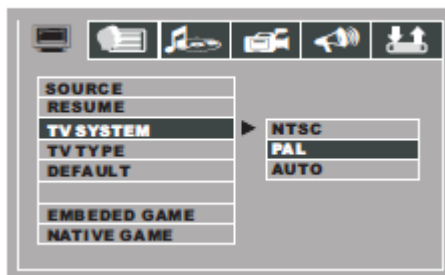 SOURCE
RESUME
TV SYSTEM
NTSC
TV TYPE
PAL
DEFAULT
AUTO
EMBEDED GAME
NATIVE GAME